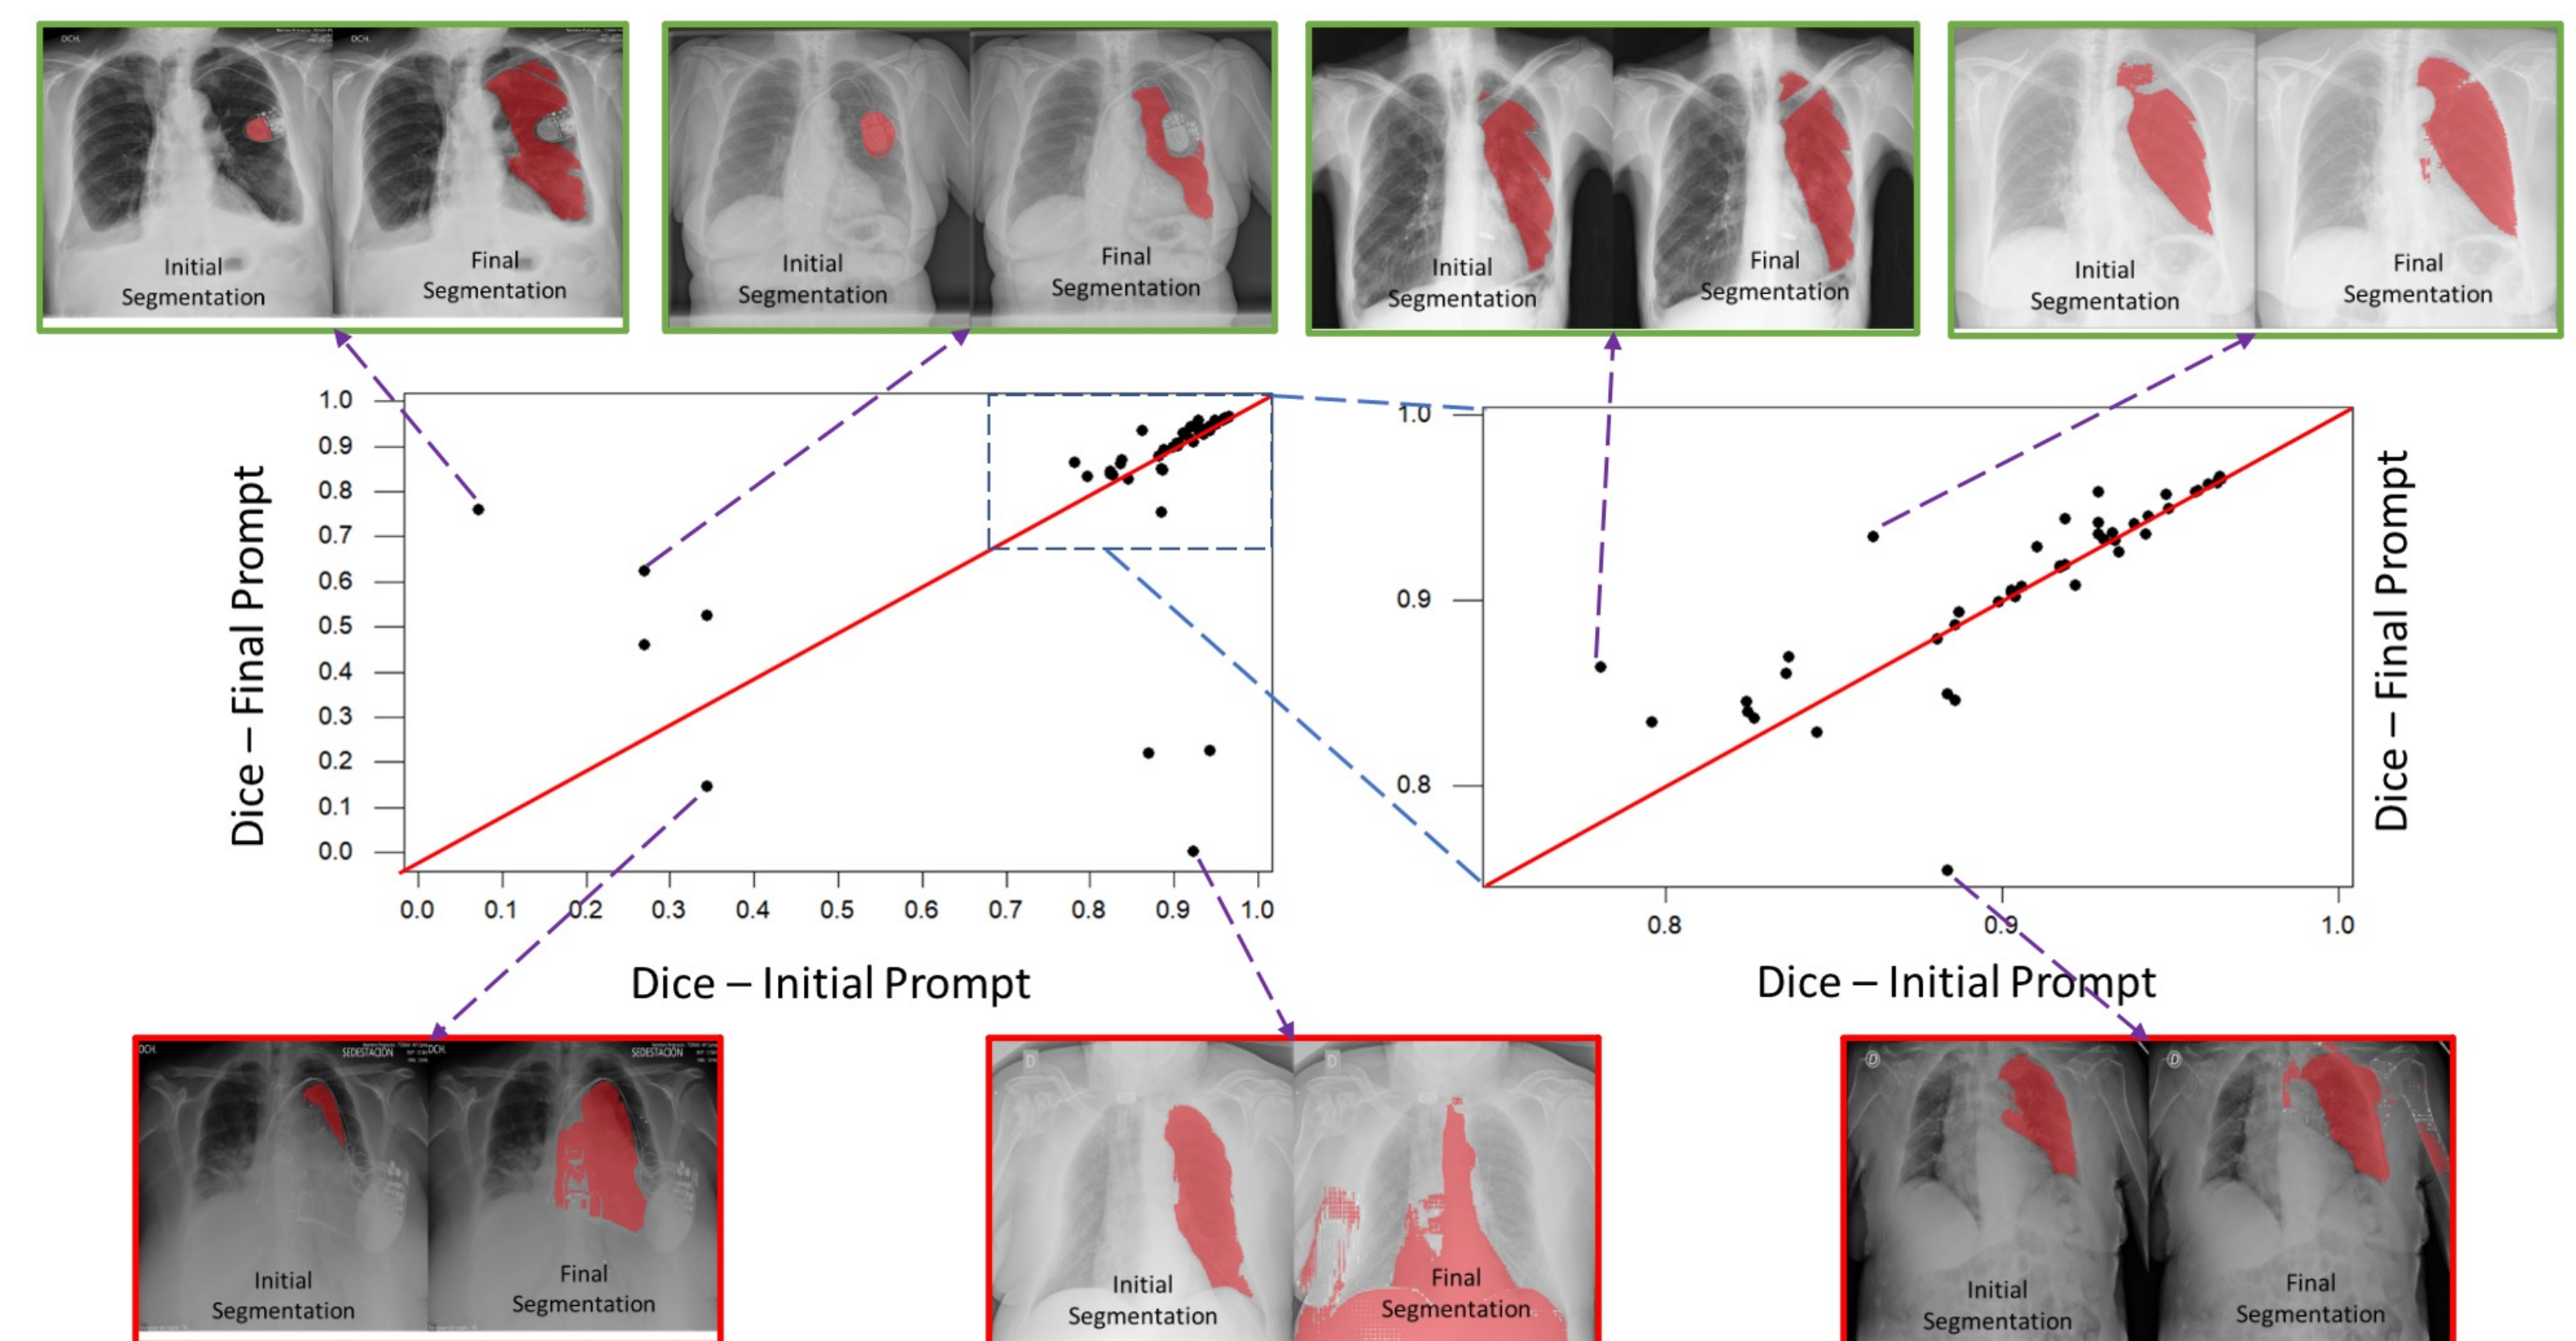 DCH.
DCH.
Initial
Segmentation
Final
Segmentation
Initial
Segmentation
Final
Segmentation
Initial
Segmentation
Final
Segmentation
Initial
Segmentation
Final
Segmentation
Dice – Final Prompt
1.0
0.9
0.8
0.7
0.6
0.5
0.4
0.3
0.2
0.1
0.0
0.0 0.1 0.2 0.3 0.4 0.5 0.6 0.7 0.8 0.9 1.0
Dice – Initial Prompt
1.0
0.9
0.8
0.8 0.9 1.0
Dice – Initial Prompt
Dice – Final Prompt
DCH.
SEDESTACIÓN
DCH.
SEDESTACIÓN
Initial
Segmentation
Final
Segmentation
D
D
Initial
Segmentation
Final
Segmentation
D
D
Initial
Segmentation
Final
Segmentation